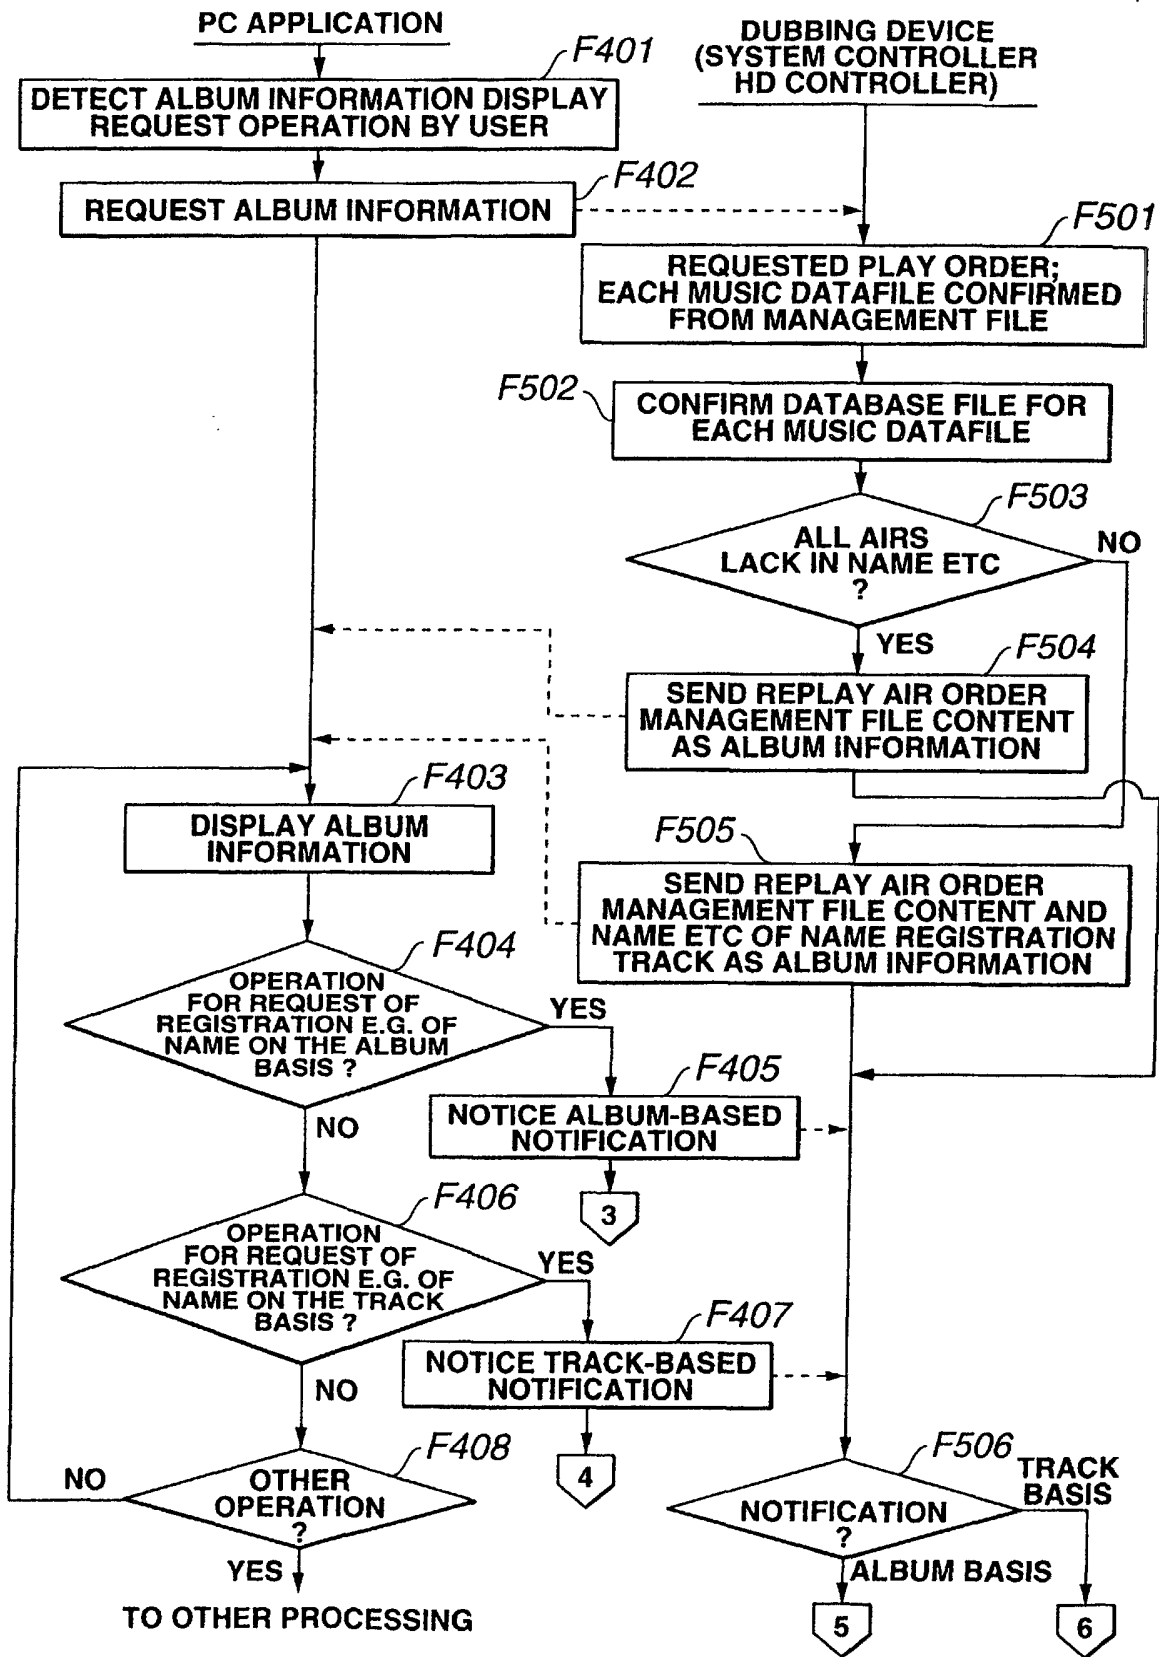 PC APPLICATION
F401
DETECT ALBUM INFORMATION DISPLAY
REQUEST OPERATION BY USER
F402
REQUEST ALBUM INFORMATION
DUBBING DEVICE
(SYSTEM CONTROLLER
HD CONTROLLER)
F501
REQUESTED PLAY ORDER;
EACH MUSIC DATAFILE CONFIRMED
FROM MANAGEMENT FILE
F502
CONFIRM DATABASE FILE FOR
EACH MUSIC DATAFILE
F503
ALL AIRS
LACK IN NAME ETC
?
NO
YES
F504
SEND REPLAY AIR ORDER
MANAGEMENT FILE CONTENT
AS ALBUM INFORMATION
F403
DISPLAY ALBUM
INFORMATION
F505
SEND REPLAY AIR ORDER
MANAGEMENT FILE CONTENT AND
NAME ETC OF NAME REGISTRATION
TRACK AS ALBUM INFORMATION
F404
OPERATION
FOR REQUEST OF
REGISTRATION E.G. OF
NAME ON THE ALBUM
BASIS ?
YES
NO
F405
NOTICE ALBUM-BASED
NOTIFICATION
3
F406
OPERATION
FOR REQUEST OF
REGISTRATION E.G. OF
NAME ON THE TRACK
BASIS ?
YES
NO
F407
NOTICE TRACK-BASED
NOTIFICATION
4
F408
OTHER
OPERATION
?
NO
YES
TO OTHER PROCESSING
F506
NOTIFICATION
?
TRACK
BASIS
ALBUM BASIS
5
6